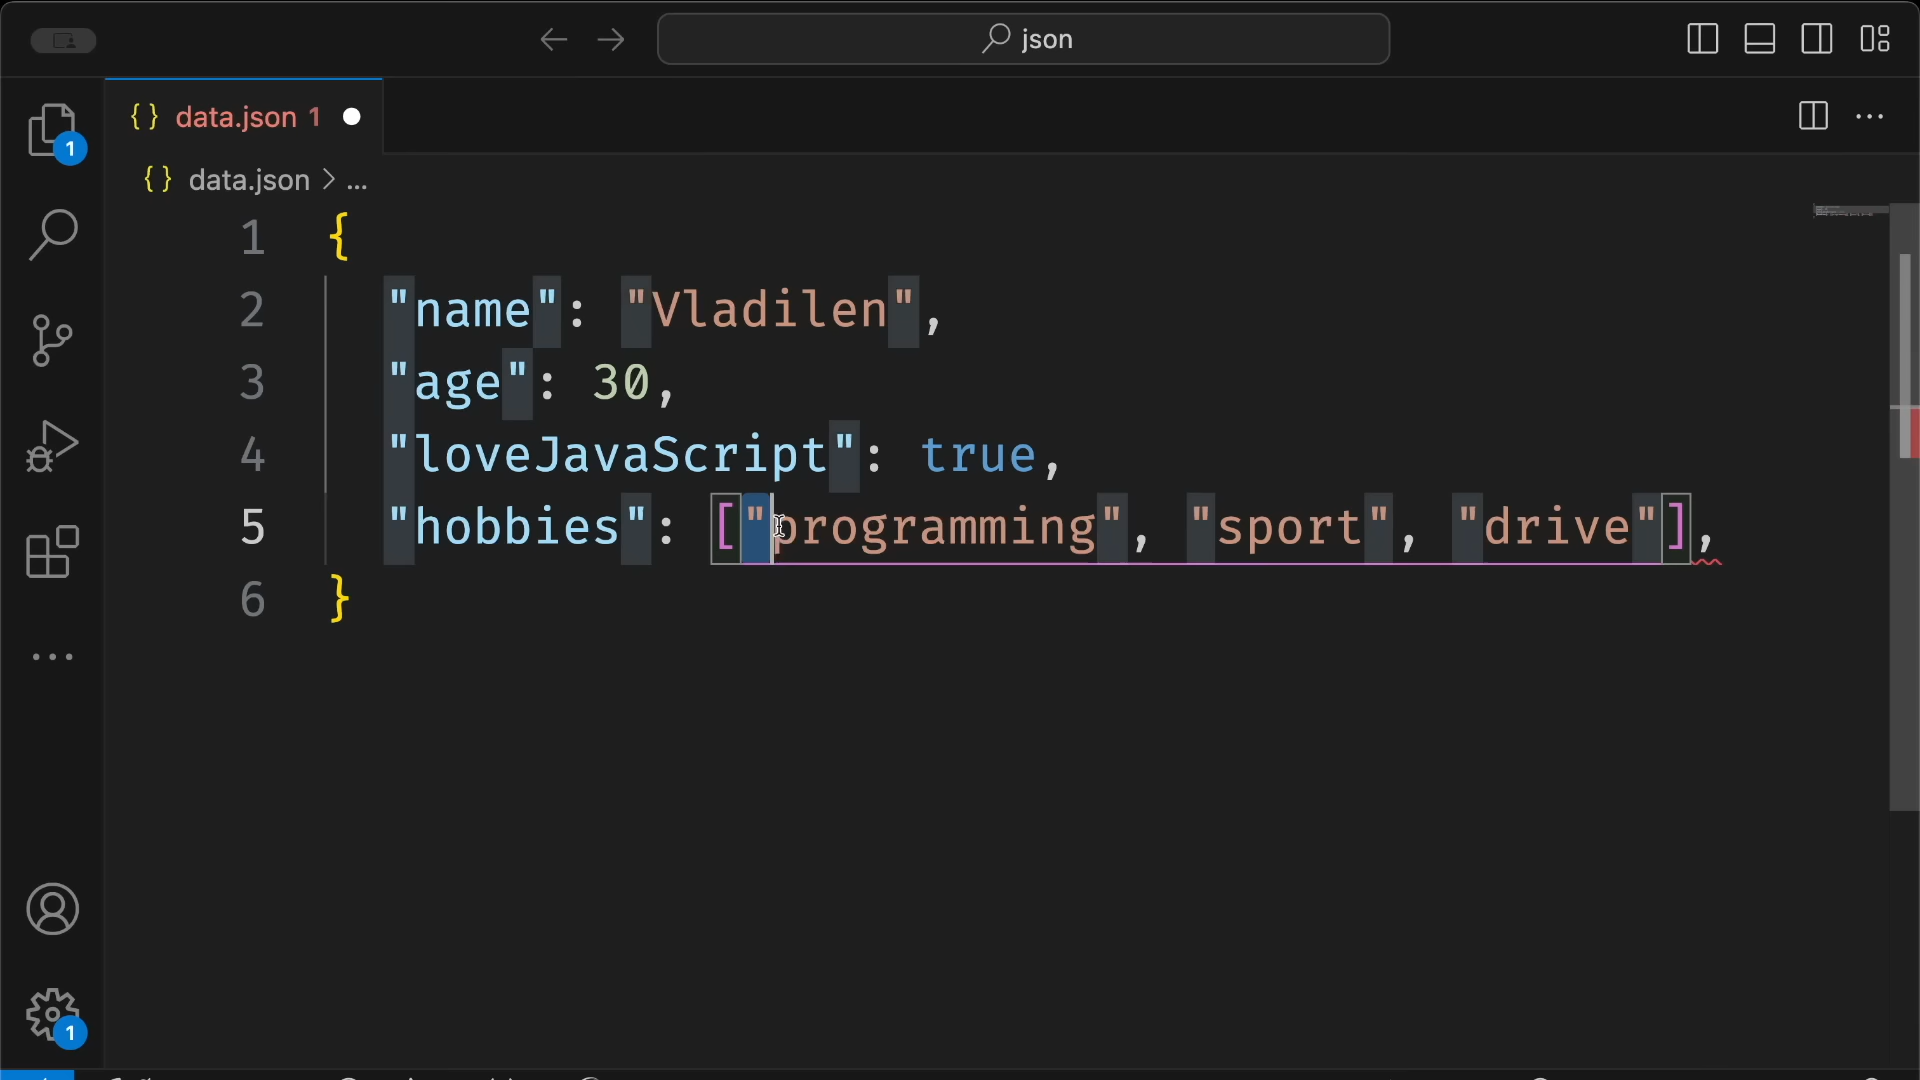 json
{ } data.json 1
{ } data.json > ...
1
1 {
2 "name": "Vladilen",
3 "age": 30,
4 "loveJavaScript": true,
5 "hobbies": ["programming", "sport", "drive"],
6 }
1